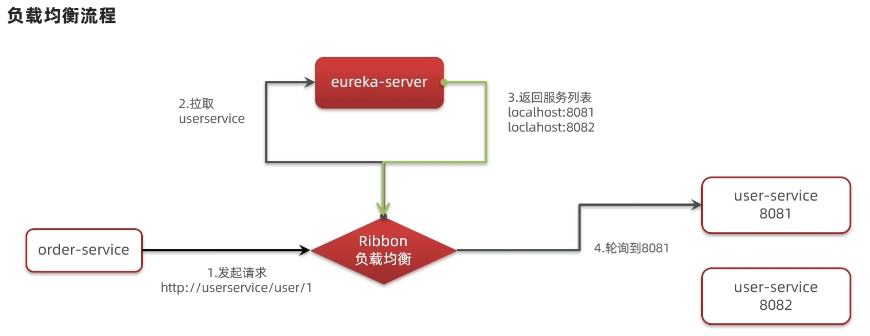 负载均衡流程
eureka-server
2.拉取
userservice
3.返回服务列表
localhost:8081
loclahost:8082
order-service
1.发起请求
http://userservice/user/1
Ribbon
负载均衡
4.轮询到8081
user-service
8081
user-service
8082